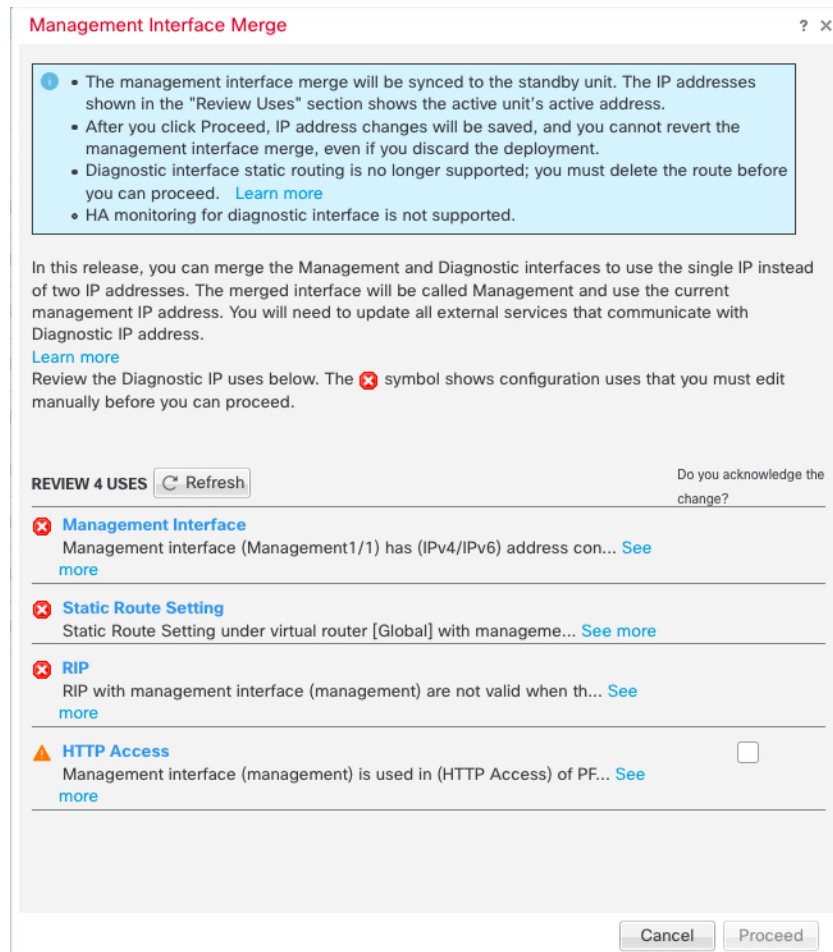 Management Interface Merge
? ×
• The management interface merge will be synced to the standby unit. The IP addresses
shown in the "Review Uses" section shows the active unit's active address.
• After you click Proceed, IP address changes will be saved, and you cannot revert the
management interface merge, even if you discard the deployment.
• Diagnostic interface static routing is no longer supported; you must delete the route before
you can proceed. Learn more
• HA monitoring for diagnostic interface is not supported.
In this release, you can merge the Management and Diagnostic interfaces to use the single IP instead
of two IP addresses. The merged interface will be called Management and use the current
management IP address. You will need to update all external services that communicate with
Diagnostic IP address.
Learn more
Review the Diagnostic IP uses below. The symbol shows configuration uses that you must edit
manually before you can proceed.
REVIEW 4 USES Refresh
Do you acknowledge the
change?
Management Interface
Management interface (Management1/1) has (IPv4/IPv6) address con... See
more
Static Route Setting
Static Route Setting under virtual router [Global] with manageme... See more
RIP
RIP with management interface (management) are not valid when th... See
more
HTTP Access
Management interface (management) is used in (HTTP Access) of PF... See
more
Cancel
Proceed